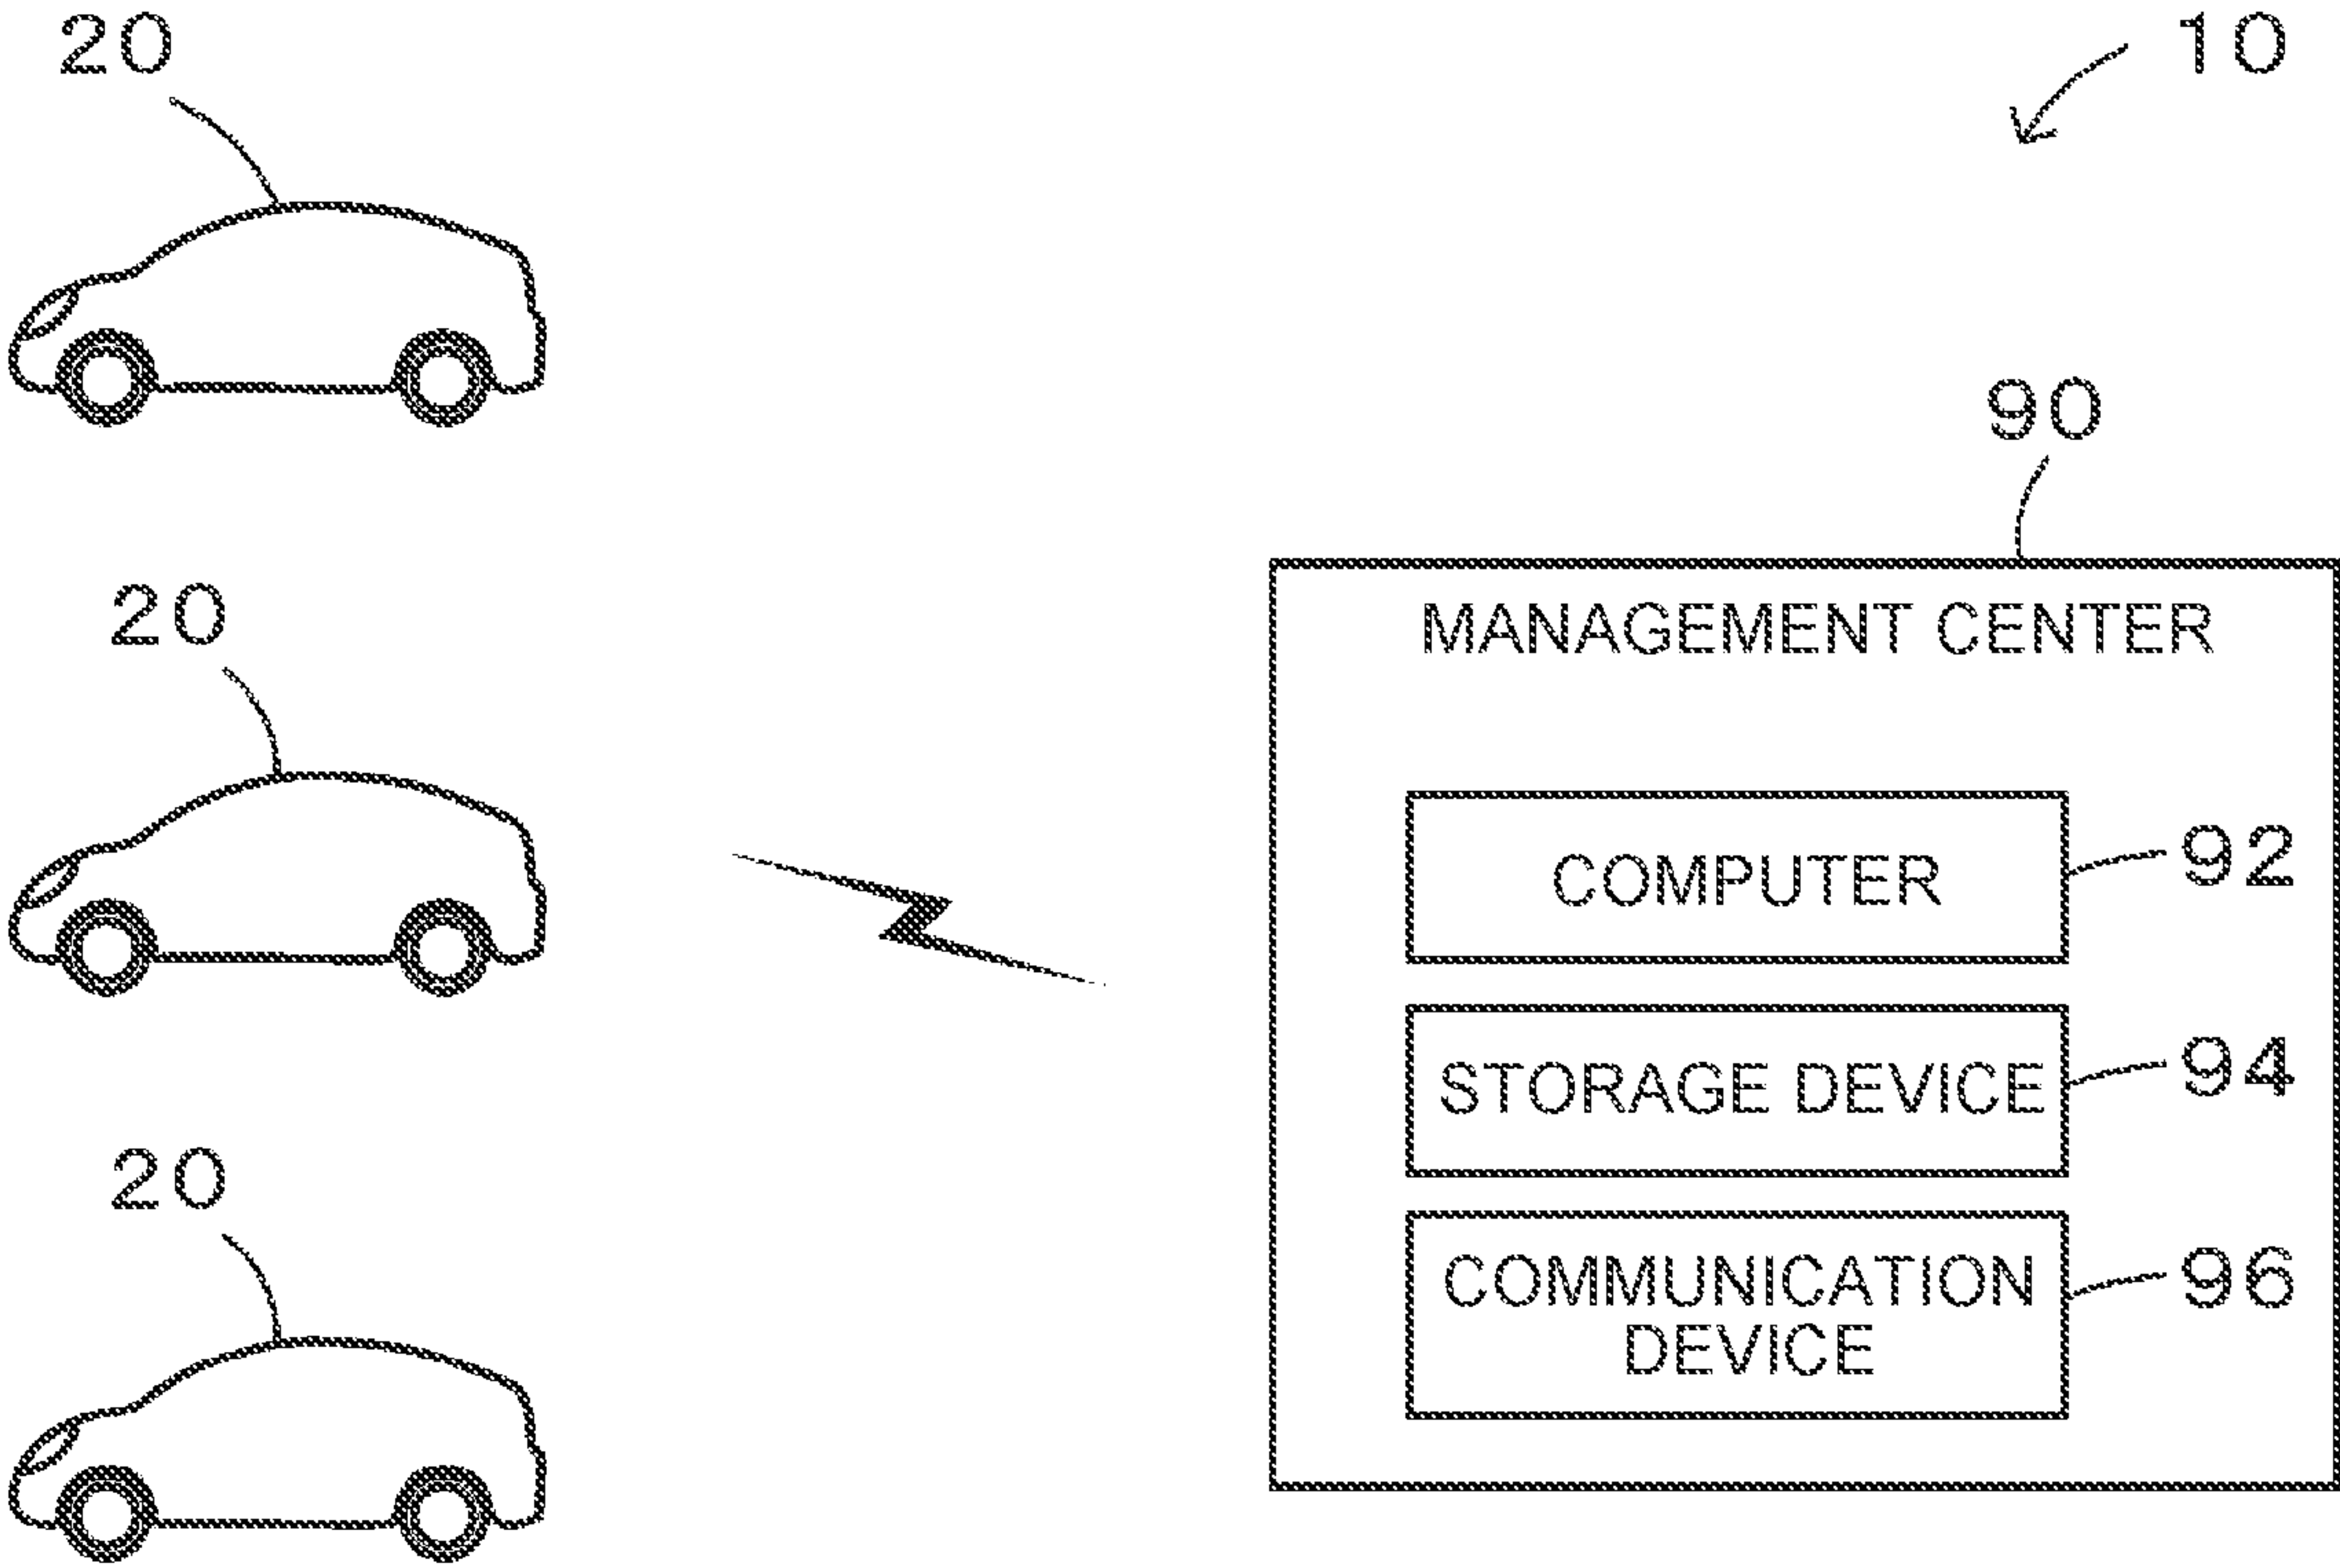 20
10
90
20
MANAGEMENT CENTER
COMPUTER
92
STORAGE DEVICE
94
20
COMMUNICATION
DEVICE
96